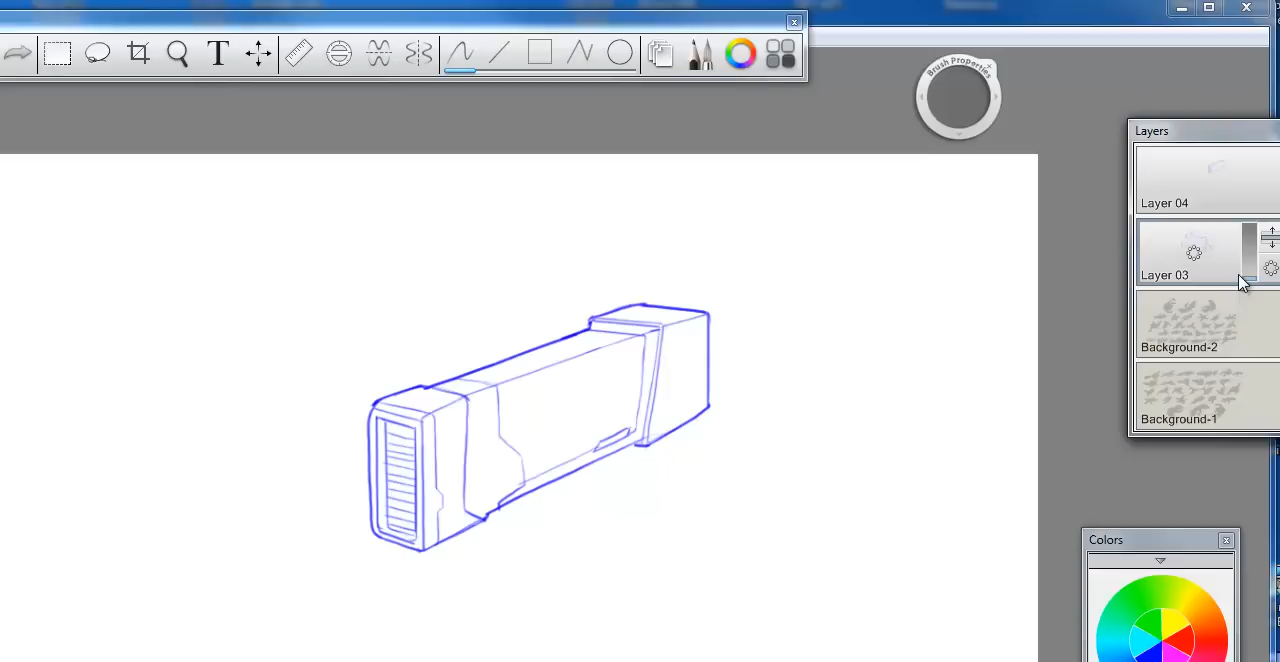 T
Brush Properties
Layers
Layer 04
Layer 03
Background-2
Background-1
Colors